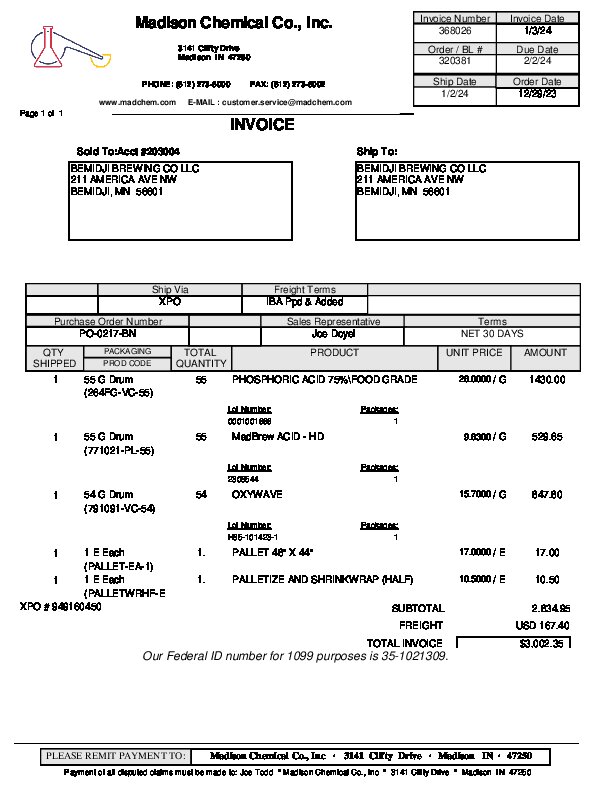 Madison Chemical Co., Inc.
3141 Clifty Drive
Madison IN 47250
PHONE: (812) 273-6000 FAX: (812) 273-6002
www.madchem.com E-MAIL : customer.service@madchem.com
Invoice Number Invoice Date
368026 1/3/24
Order / BL # Due Date
320381 2/2/24
Ship Date Order Date
1/2/24 12/29/23
Page 1 of 1
INVOICE
Sold To:Acct #203004 Ship To:
BEMIDJI BREWING CO LLC BEMIDJI BREWING CO LLC
211 AMERICA AVE NW 211 AMERICA AVE NW
BEMIDJI, MN 56601 BEMIDJI, MN 56601
Ship Via Freight Terms
XPO IBA Ppd & Added
Purchase Order Number Sales Representative Terms
PO-0217-BN Joe Doyel NET 30 DAYS
QTY SHIPPED PACKAGING PROD CODE TOTAL QUANTITY PRODUCT UNIT PRICE AMOUNT
1 55 G Drum 55 PHOSPHORIC ACID 75%\FOOD GRADE 26.0000 / G 1430.00
(264FG-VC-55)
Lot Number: Packages:
1
1 55 G Drum 55 MadBrew ACID - HD 9.6300 / G 529.65
(771021-PL-55)
Lot Number: Packages:
1
1 54 G Drum 54 OXYWAVE 15.7000 / G 847.80
(791091-VC-54)
Lot Number: Packages:
1
1 1 E Each 1. PALLET 48" X 44" 17.0000 / E 17.00
(PALLET-EA-1)
1 1 E Each 1. PALLETIZE AND SHRINKWRAP (HALF) 10.5000 / E 10.50
(PALLETWRHF-E
XPO # 949160450
SUBTOTAL 2,834.95
FREIGHT USD 167.40
TOTAL INVOICE $3,002.35
Our Federal ID number for 1099 purposes is 35-1021309.
PLEASE REMIT PAYMENT TO: Madison Chemical Co., Inc · 3141 Clifty Drive · Madison IN · 47250
Payment of all disputed claims must be made to: Joe Todd * Madison Chemical Co., Inc * 3141 Clifty Drive * Madison IN 47250